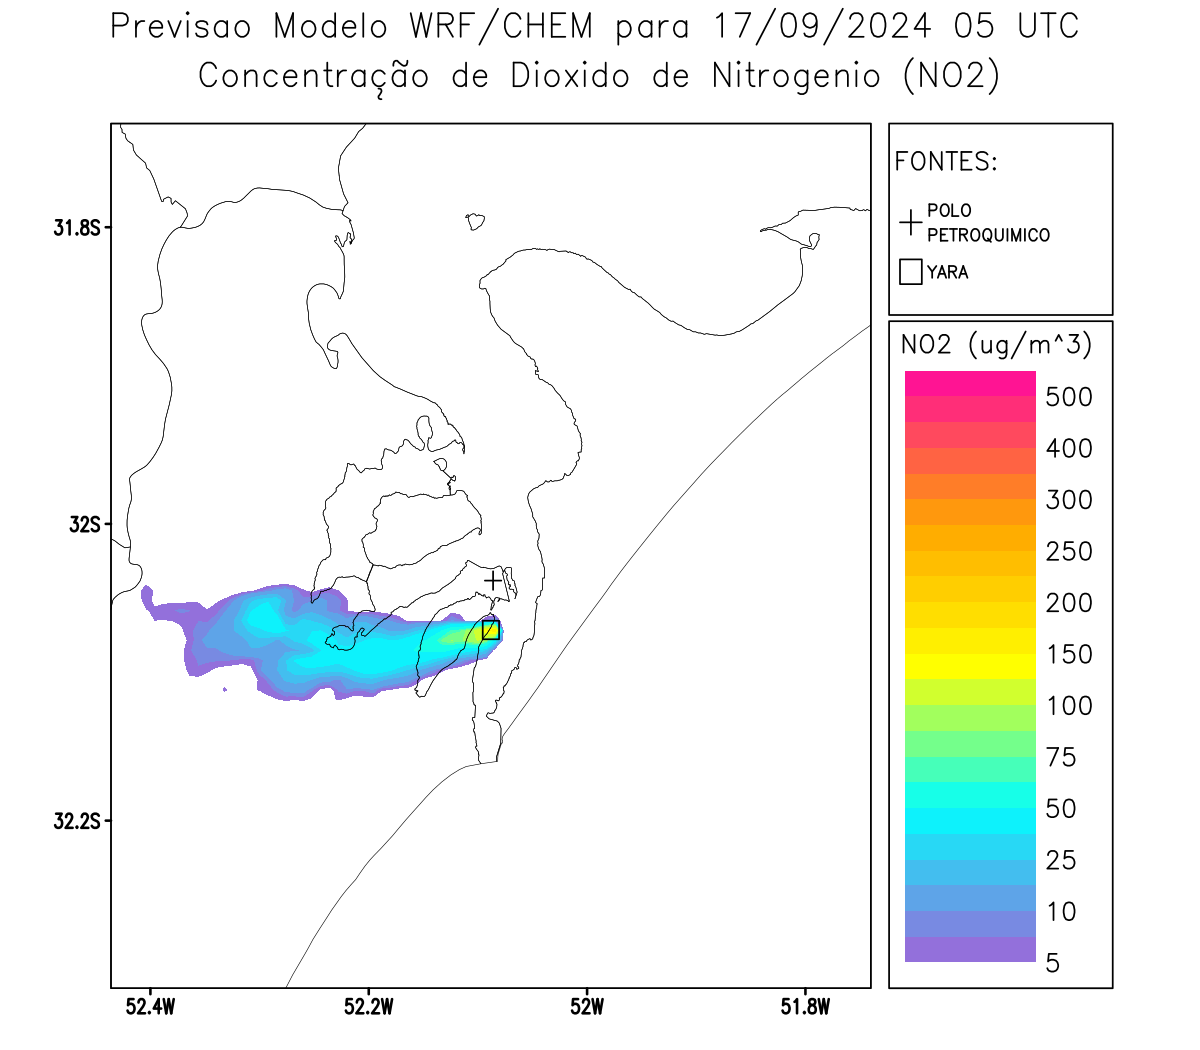 Previsao Modelo WRF/CHEM para 17/09/2024 05 UTC
Concentração de Dioxido de Nitrogenio (NO2)
FONTES:
POLO
PETROQUIMICO
YARA
NO2 (ug/m^3)
500
400
300
250
200
150
100
75
50
25
10
5
31.8S
32S
32.2S
52.4W
52.2W
52W
51.8W